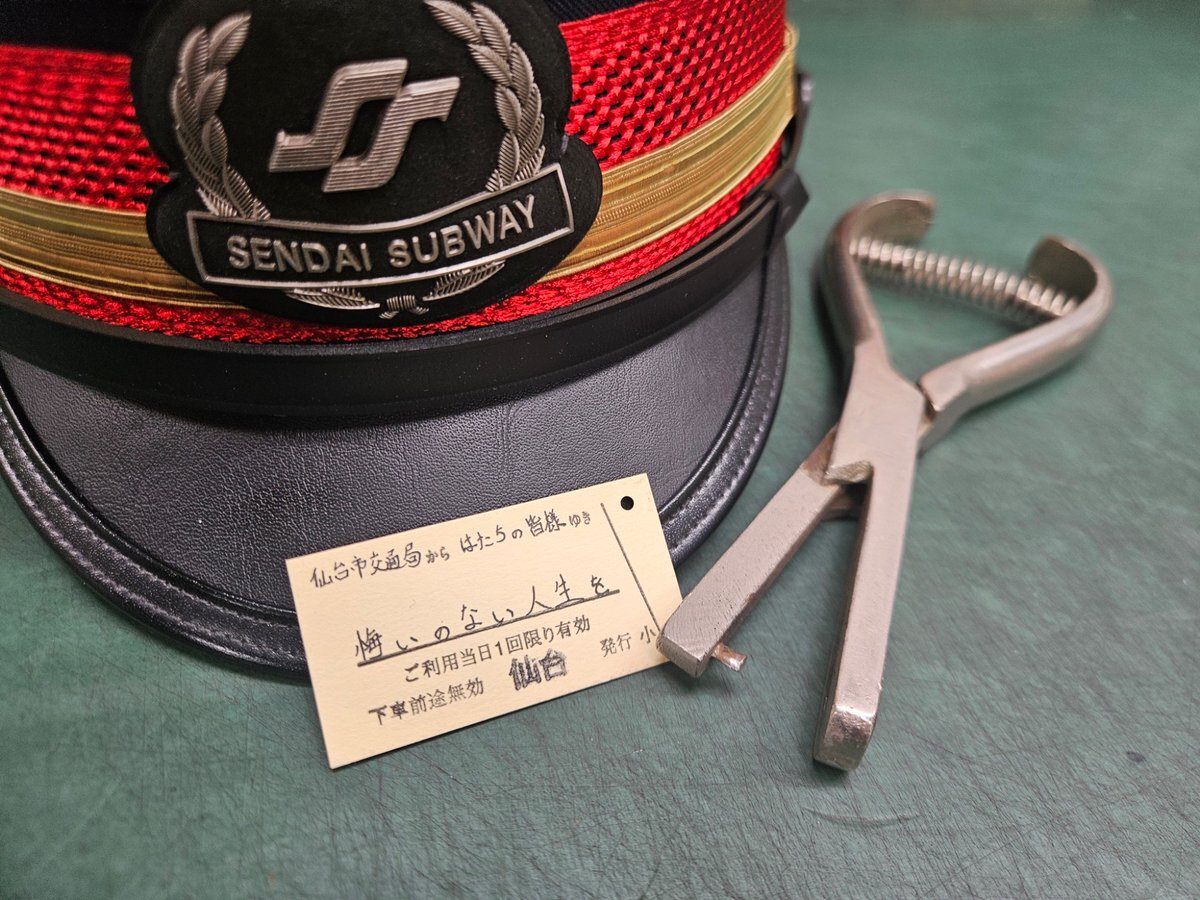 SENDAI SUBWAY
仙台市交通局から はたちの皆様 ゆき
悔いのない人生を
ご利用当日1回限り有効
下車前途無効 仙台 発行 小